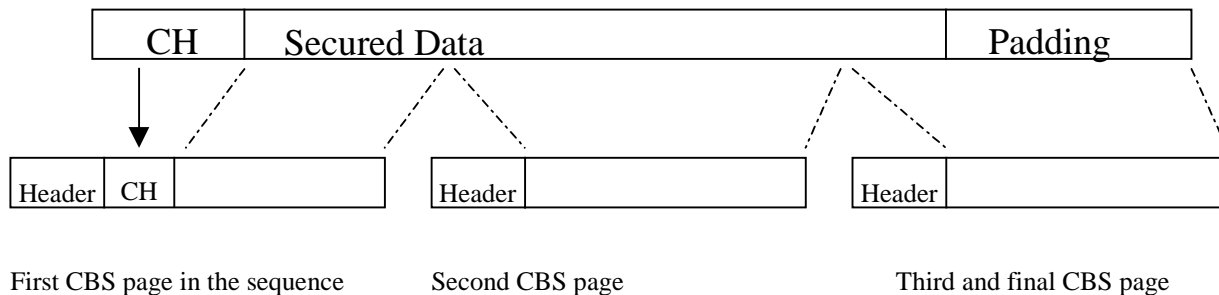 CH Secured Data Padding
Header CH Header Header
First CBS page in the sequence Second CBS page Third and final CBS page